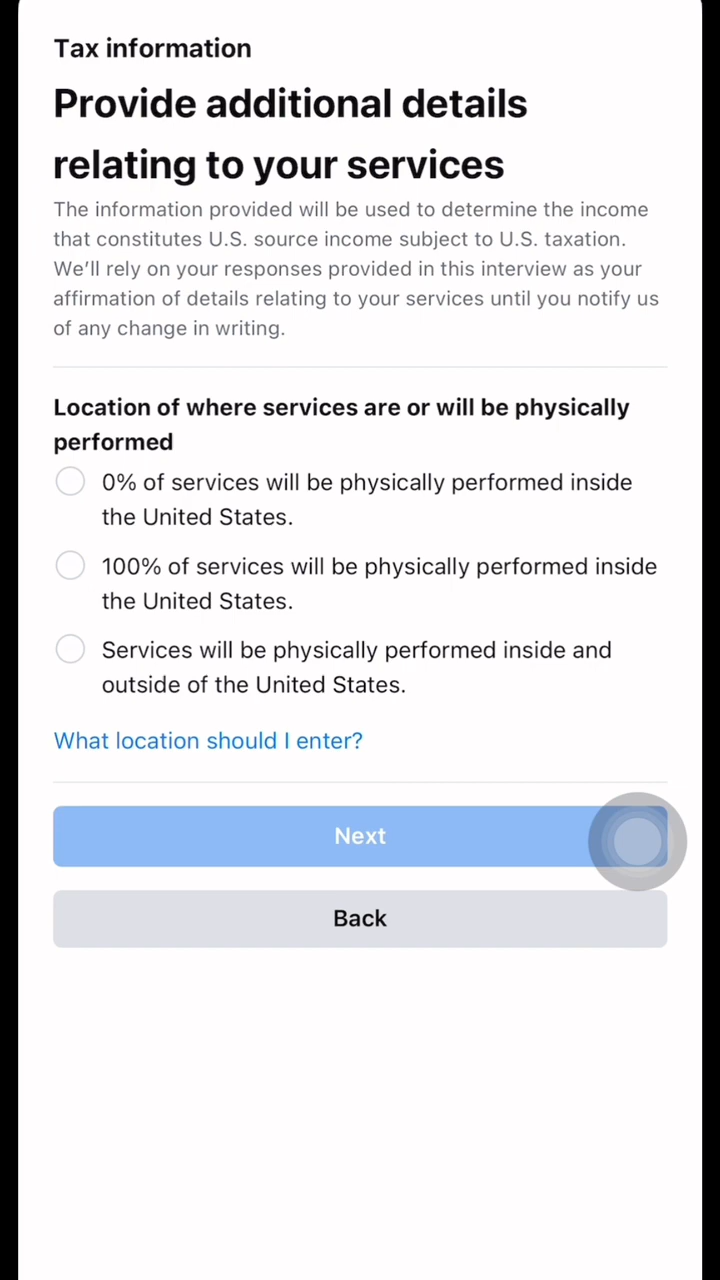 Tax information
Provide additional details
relating to your services
The information provided will be used to determine the income
that constitutes U.S. source income subject to U.S. taxation.
We’ll rely on your responses provided in this interview as your
affirmation of details relating to your services until you notify us
of any change in writing.
Location of where services are or will be physically
performed
0% of services will be physically performed inside
the United States.
100% of services will be physically performed inside
the United States.
Services will be physically performed inside and
outside of the United States.
What location should I enter?
Next
Back